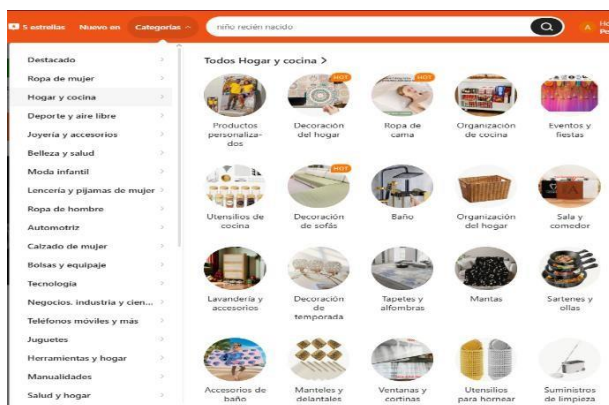 5 estrellas Nuevo en Categorías niño recién nacido
Destacado
Ropa de mujer
Hogar y cocina
Deporte y aire libre
Joyería y accesorios
Belleza y salud
Moda infantil
Lencería y pijamas de mujer
Ropa de hombre
Automotriz
Calzado de mujer
Bolsas y equipaje
Tecnología
Negocios, industria y cien...
Teléfonos móviles y más
Juguetes
Herramientas y hogar
Manualidades
Salud y hogar
Todos Hogar y cocina >
HOT
HOT
Productos
personaliza-
dos
Decoración
del hogar
Ropa de
cama
Organización
de cocina
Eventos y
fiestas
HOT
Utensilios de
cocina
Decoración
de sofás
Baño
Organización
del hogar
Sala y
comedor
Lavandería y
accesorios
Decoración
de
temporada
Tapetes y
alfombras
Mantas
Sartenes y
ollas
Accesorios de
baño
Manteles y
delantales
Ventanas y
cortinas
Utensilios
para hornear
Suministros
de limpieza